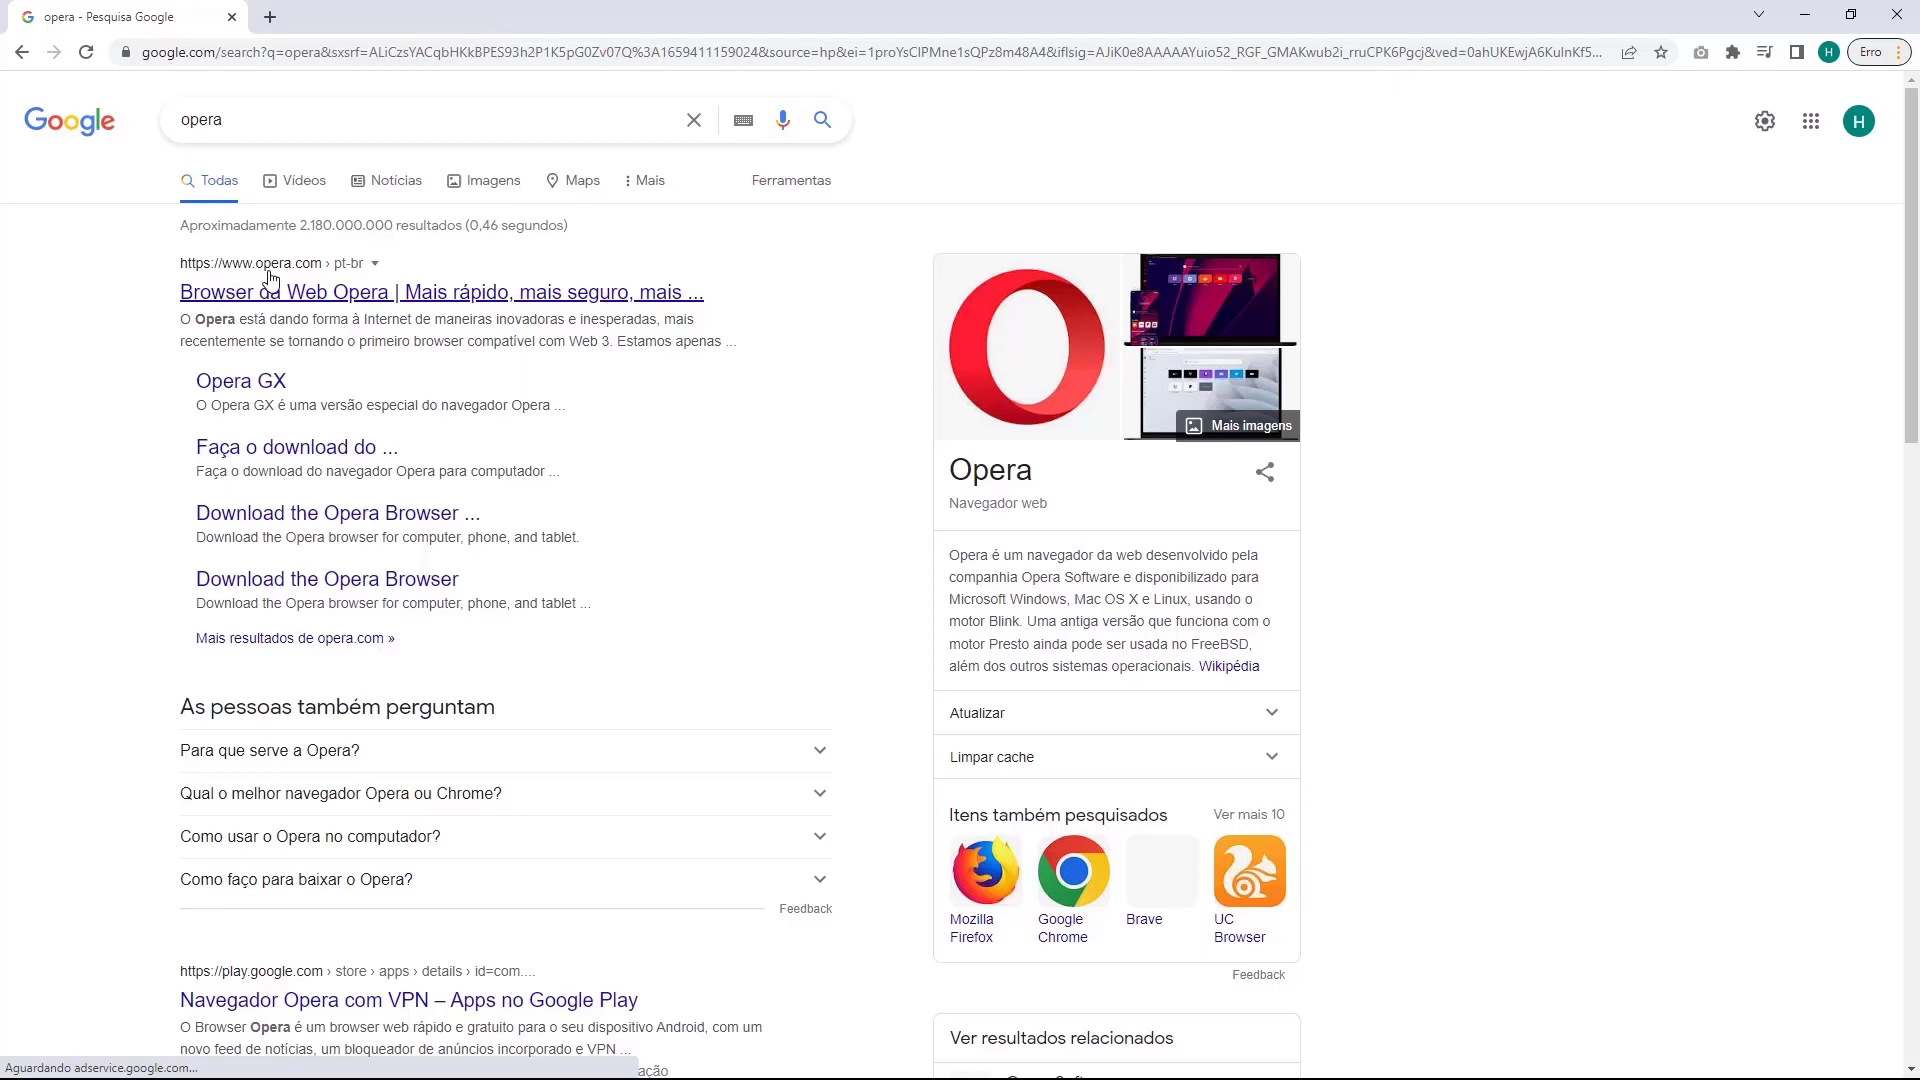 opera - Pesquisa Google
google.com/search?q=opera&sxsrf=ALiCzsYACqbHKkBPES93h2P1K5pG0Zv07Q%3A1659411159024&source=hp&ei=1proYsClPMne1sQPz8m48A4&iflsig=AJiK0e8AAAAAYuio52_RGF_GMAKwub2i_rruCPK6Pgcj&ved=0ahUKEwjA6KulnKf5...
H
Erro
Google
opera
H
Todas
Vídeos
Notícias
Imagens
Maps
Mais
Ferramentas
Aproximadamente 2.180.000.000 resultados (0,46 segundos)
https://www.opera.com › pt-br
Browser da Web Opera | Mais rápido, mais seguro, mais ...
O Opera está dando forma à Internet de maneiras inovadoras e inesperadas, mais
recentemente se tornando o primeiro browser compatível com Web 3. Estamos apenas ...
Opera GX
O Opera GX é uma versão especial do navegador Opera ...
Faça o download do ...
Faça o download do navegador Opera para computador ...
Download the Opera Browser ...
Download the Opera browser for computer, phone, and tablet.
Download the Opera Browser
Download the Opera browser for computer, phone, and tablet ...
Mais resultados de opera.com »
As pessoas também perguntam
Para que serve a Opera?
Qual o melhor navegador Opera ou Chrome?
Como usar o Opera no computador?
Como faço para baixar o Opera?
Feedback
https://play.google.com › store › apps › details › id=com....
Navegador Opera com VPN – Apps no Google Play
O Browser Opera é um browser web rápido e gratuito para o seu dispositivo Android, com um
novo feed de notícias, um bloqueador de anúncios incorporado e VPN ...
ação
Aguardando adservice.google.com...
Mais imagens
Opera
Navegador web
Opera é um navegador da web desenvolvido pela
companhia Opera Software e disponibilizado para
Microsoft Windows, Mac OS X e Linux, usando o
motor Blink. Uma antiga versão que funciona com o
motor Presto ainda pode ser usada no FreeBSD,
além dos outros sistemas operacionais. Wikipédia
Atualizar
Limpar cache
Itens também pesquisados
Ver mais 10
Mozilla Firefox
Google Chrome
Brave
UC Browser
Feedback
Ver resultados relacionados